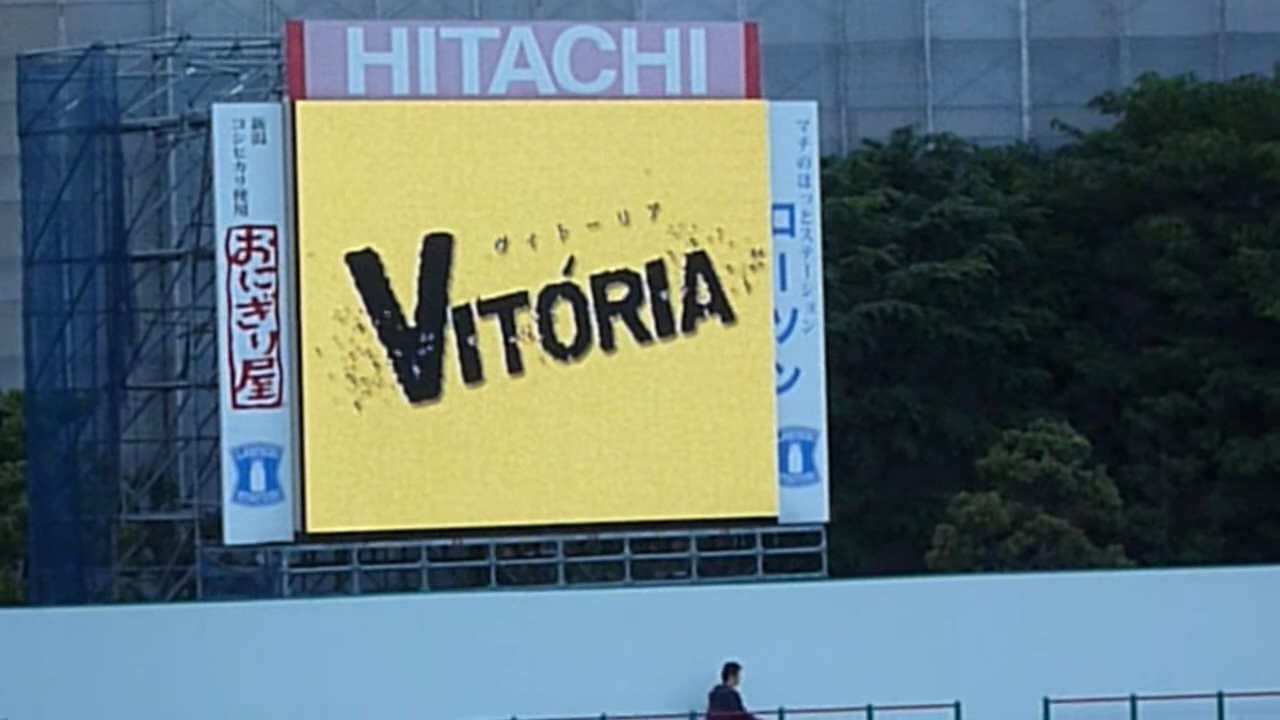 HITACHI
新潟
コシヒカリ使用
おにぎり屋
ヴィトーリア
VITÓRIA
マチのほっとステーション
ローソン